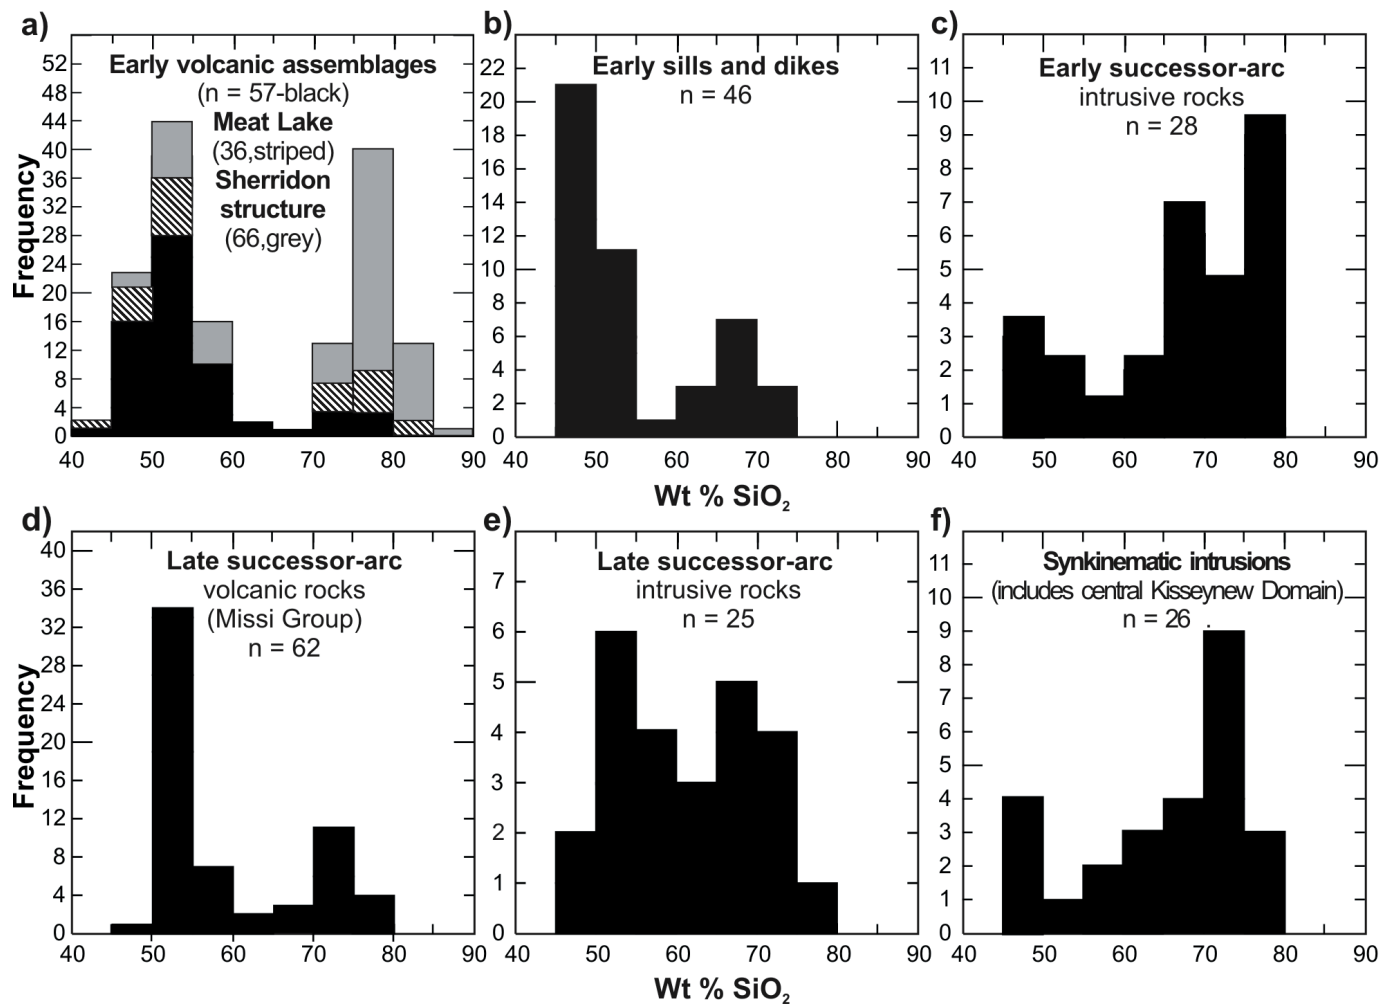 a)
Early volcanic assemblages
(n = 57-black)
Meat Lake
(36,striped)
Sherridon
structure
(66,grey)
Frequency
52
48
44
40
36
32
28
24
20
16
12
8
4
0
40 50 60 70 80 90
b)
Early sills and dikes
n = 46
22
20
18
16
14
12
10
8
6
4
2
0
40 50 60 70 80 90
Wt % SiO₂
c)
Early successor-arc
intrusive rocks
n = 28
11
10
9
8
7
6
5
4
3
2
1
0
40 50 60 70 80 90
d)
Late successor-arc
volcanic rocks
(Missi Group)
n = 62
Frequency
40
36
32
28
24
20
16
12
8
4
0
40 50 60 70 80 90
e)
Late successor-arc
intrusive rocks
n = 25
7
6
5
4
3
2
1
0
40 50 60 70 80 90
Wt % SiO₂
f)
Synkinematic intrusions
(includes central Kisseynew Domain)
n = 26 .
11
10
9
8
7
6
5
4
3
2
1
0
40 50 60 70 80 90